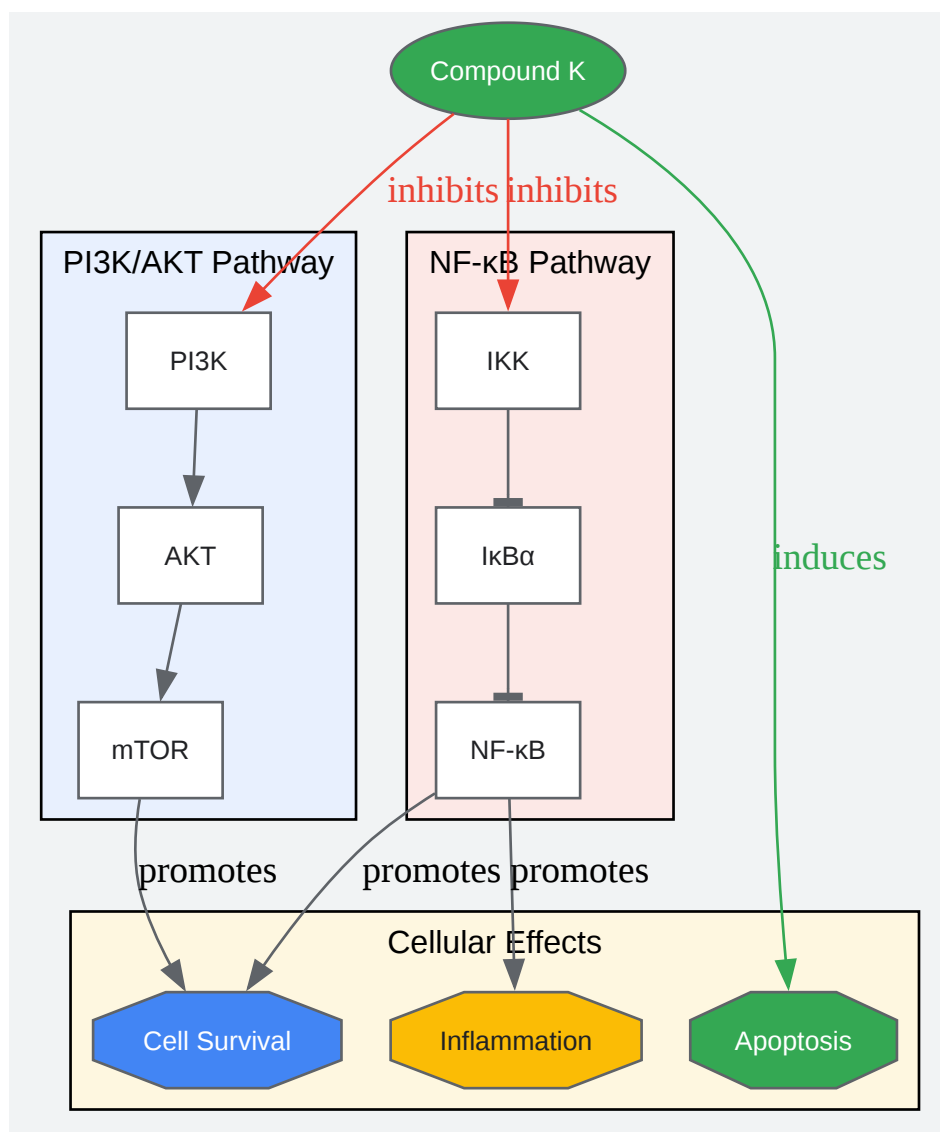 Compound K
inhibits
inhibits
PI3K/AKT Pathway
NF-κB Pathway
PI3K
IKK
AKT
IκBα
induces
mTOR
NF-κB
promotes
promotes
promotes
Cellular Effects
Cell Survival
Inflammation
Apoptosis